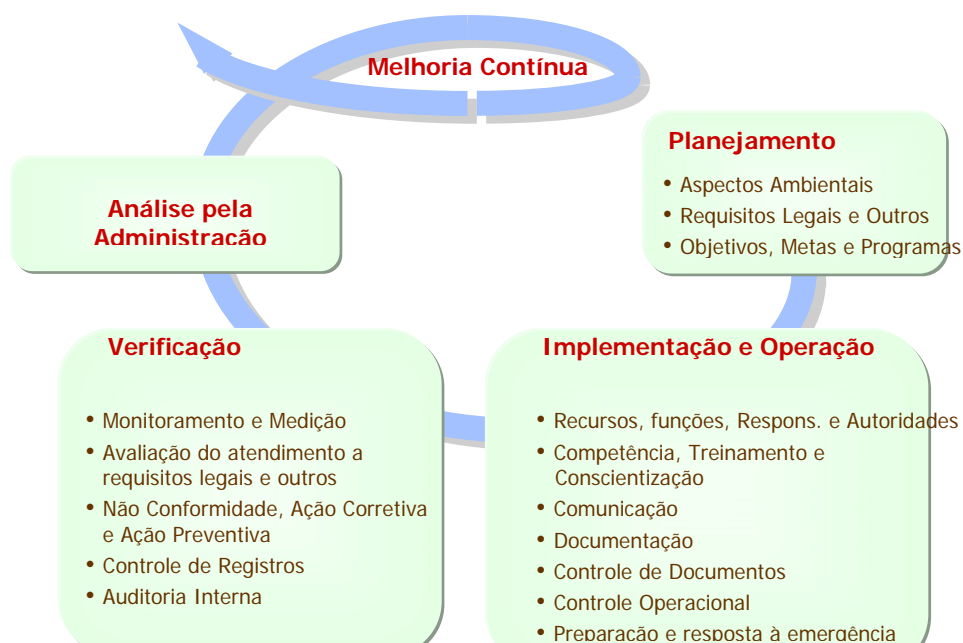 Melhoria Contínua
Planejamento
• Aspectos Ambientais
• Requisitos Legais e Outros
• Objetivos, Metas e Programas
Análise pela
Administração
Verificação
• Monitoramento e Medição
• Avaliação do atendimento a
requisitos legais e outros
• Não Conformidade, Ação Corretiva
e Ação Preventiva
• Controle de Registros
• Auditoria Interna
Implementação e Operação
• Recursos, funções, Respons. e Autoridades
• Competência, Treinamento e
Conscientização
• Comunicação
• Documentação
• Controle de Documentos
• Controle Operacional
• Preparação e resposta à emergência